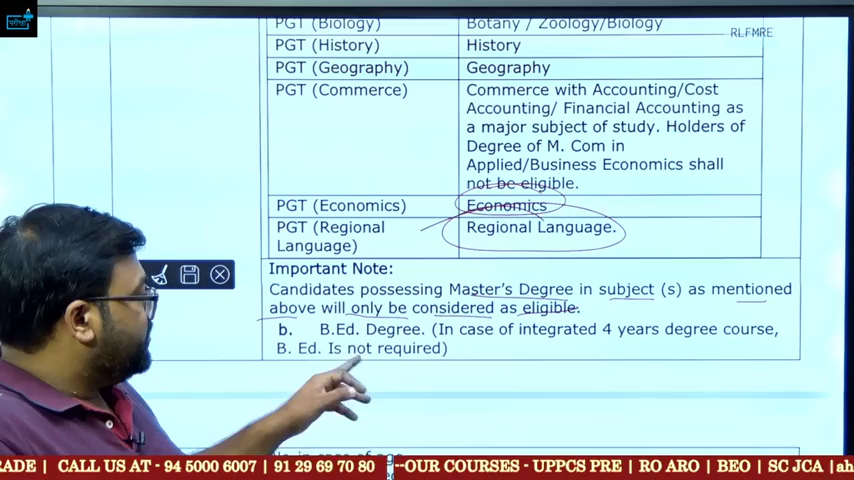 परीक्षा
RLFMRE
PGT (Biology) Botany / Zoology/Biology
PGT (History) History
PGT (Geography) Geography
PGT (Commerce) Commerce with Accounting/Cost
Accounting/ Financial Accounting as
a major subject of study. Holders of
Degree of M. Com in
Applied/Business Economics shall
not be eligible.
PGT (Economics) Economics
PGT (Regional Regional Language.
Language)
Important Note:
Candidates possessing Master's Degree in subject (s) as mentioned
above will only be considered as eligible.
b. B.Ed. Degree. (In case of integrated 4 years degree course,
B. Ed. Is not required)
RADE | CALL US AT - 94 5000 6007 | 91 29 69 70 80 --OUR COURSES - UPPCS PRE | RO ARO | BEO | SC JCA |ah